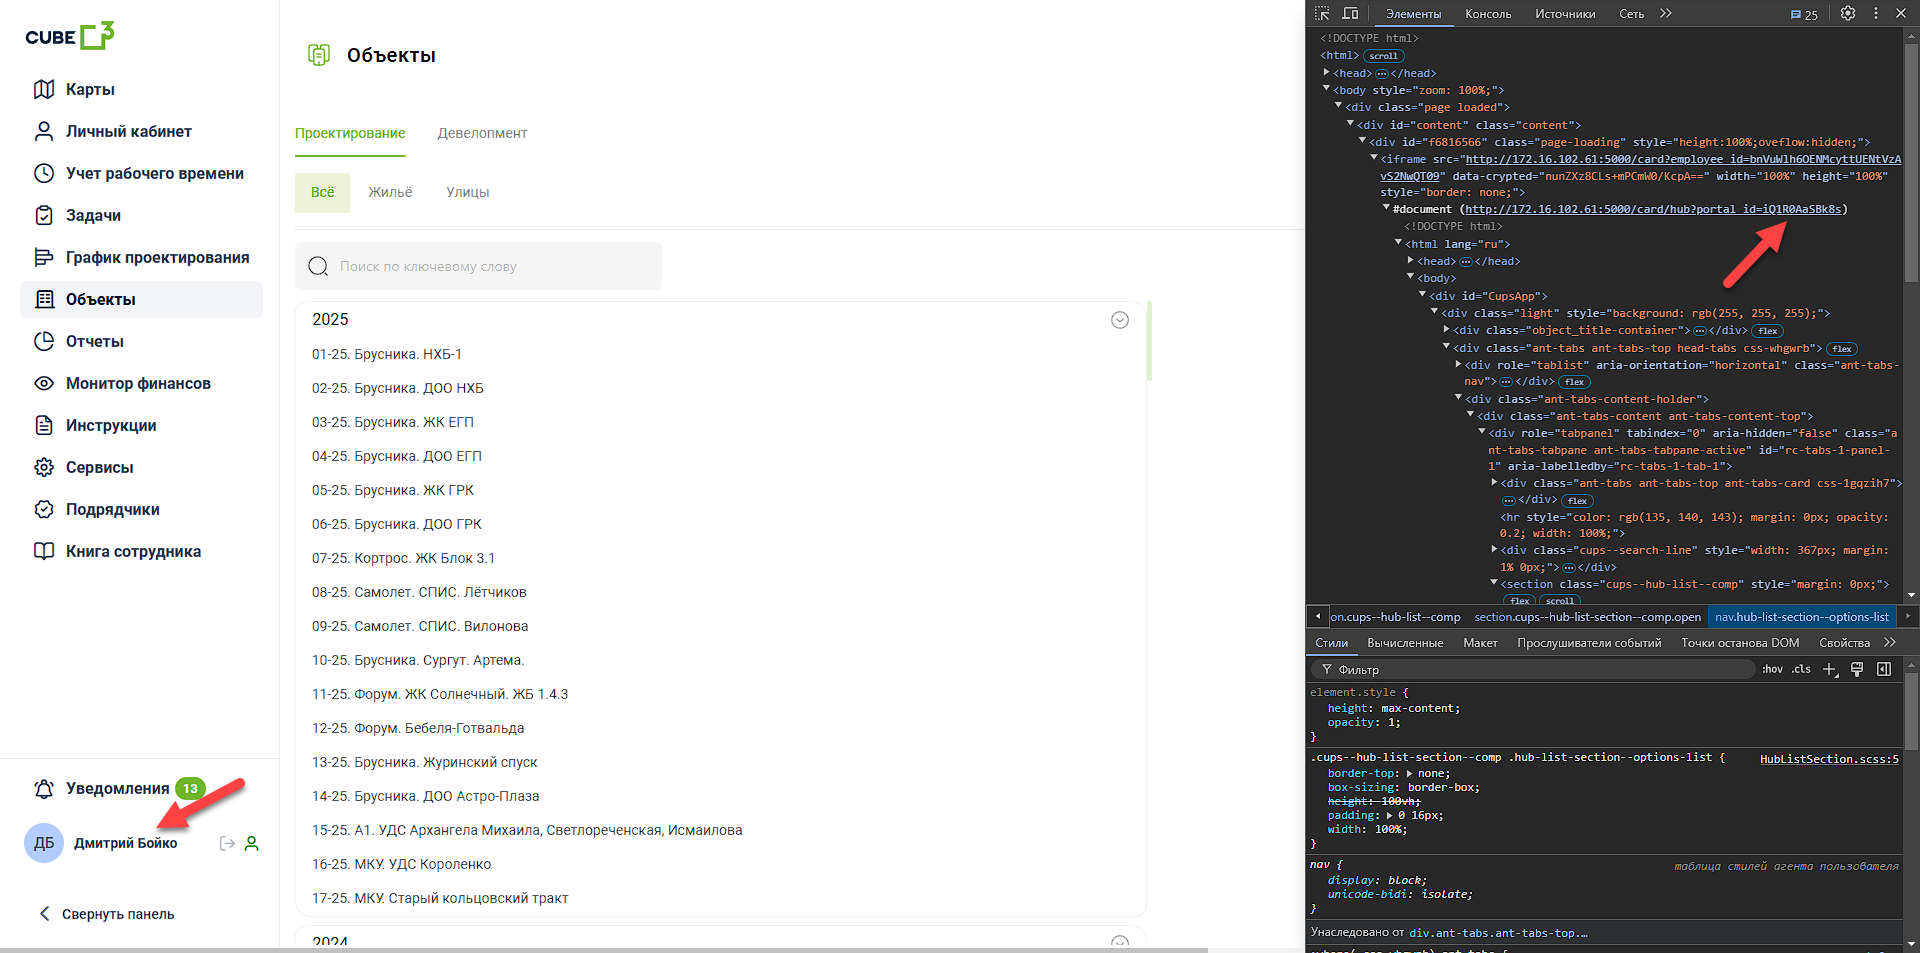 CUBE 3
Карты
Личный кабинет
Учет рабочего времени
Задачи
График проектирования
Объекты
Отчеты
Монитор финансов
Инструкции
Сервисы
Подрядчики
Книга сотрудника
Уведомления 13
ДБ Дмитрий Бойко
Свернуть панель
Объекты
Проектирование Девелопмент
Всё Жильё Улицы
Поиск по ключевому слову
2025
01-25. Брусника. НХБ-1
02-25. Брусника. ДОО НХБ
03-25. Брусника. ЖК ЕГП
04-25. Брусника. ДОО ЕГП
05-25. Брусника. ЖК ГРК
06-25. Брусника. ДОО ГРК
07-25. Кортрос. ЖК Блок 3.1
08-25. Самолет. СПИС. Лётчиков
09-25. Самолет. СПИС. Вилонова
10-25. Брусника. Сургут. Артема.
11-25. Форум. ЖК Солнечный. ЖБ 1.4.3
12-25. Форум. Бебеля-Готвальда
13-25. Брусника. Журинский спуск
14-25. Брусника. ДОО Астро-Плаза
15-25. А1. УДС Архангела Михаила, Светлореченская, Исмаилова
16-25. МКУ. УДС Короленко
17-25. МКУ. Старый кольцовский тракт
2024
Элементы Консоль Источники Сеть 25
<!DOCTYPE html>
<html> scroll
<head> </head>
<body style="zoom: 100%;">
<div class="page loaded">
<div id="content" class="content">
<div id="f6816566" class="page-loading" style="height:100%;oveflow:hidden;">
<iframe src="http://172.16.102.61:5000/card?employee_id=bnVuWlh6OENMcyttUENtVzA
vS2NwQT09" data-crypted="nunZXz8CLs+mPCmW0/KcpA==" width="100%" height="100%"
style="border: none;">
#document (http://172.16.102.61:5000/card/hub?portal_id=iQ1R0AaSBk8s)
<!DOCTYPE html>
<html lang="ru">
<head> </head>
<body>
<div id="CupsApp">
<div class="light" style="background: rgb(255, 255, 255);">
<div class="object_title-container"> </div> flex
<div class="ant-tabs ant-tabs-top head-tabs css-whgwrb"> flex
<div role="tablist" aria-orientation="horizontal" class="ant-tabs-
nav"> </div> flex
<div class="ant-tabs-content-holder">
<div class="ant-tabs-content ant-tabs-content-top">
<div role="tabpanel" tabindex="0" aria-hidden="false" class="a
nt-tabs-tabpane ant-tabs-tabpane-active" id="rc-tabs-1-panel-
1" aria-labelledby="rc-tabs-1-tab-1">
<div class="ant-tabs ant-tabs-top ant-tabs-card css-1gqzih7">
</div> flex
<hr style="color: rgb(135, 140, 143); margin: 0px; opacity:
0.2; width: 100%;">
<div class="cups--search-line" style="width: 367px; margin:
1% 0px;"> </div>
<section class="cups--hub-list--comp" style="margin: 0px;">
flex scroll
on.cups--hub-list--comp section.cups--hub-list-section--comp.open nav.hub-list-section--options-list
Стили Вычисленные Макет Прослушиватели событий Точки останова DOM Свойства
Фильтр :hov .cls
element.style {
height: max-content;
opacity: 1;
}
.cups--hub-list-section--comp .hub-list-section--options-list { HubListSection.scss:5
border-top: none;
box-sizing: border-box;
height: 100vh;
padding: 0 16px;
width: 100%;
}
nav { таблица стилей агента пользователя
display: block;
unicode-bidi: isolate;
}
Унаследовано от div.ant-tabs.ant-tabs-top.…